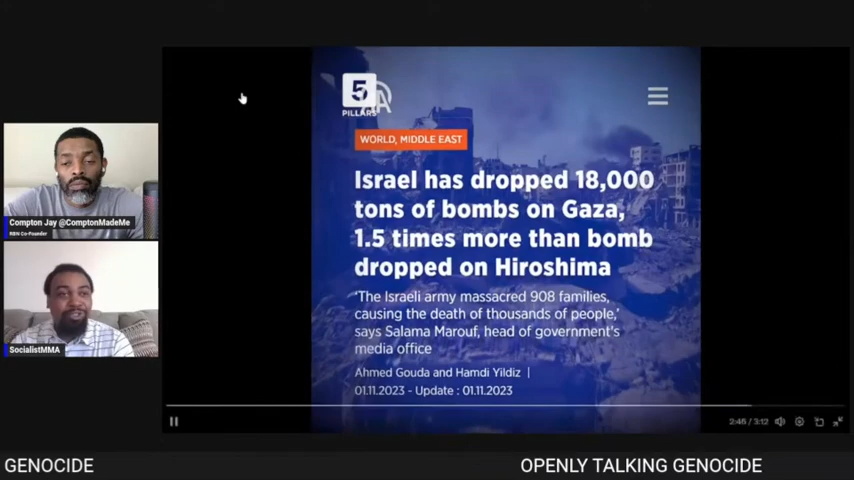 5
PILLARS
WORLD, MIDDLE EAST
Israel has dropped 18,000
tons of bombs on Gaza,
1.5 times more than bomb
dropped on Hiroshima
'The Israeli army massacred 908 families,
causing the death of thousands of people,'
says Salama Marouf, head of government's
media office
Ahmed Gouda and Hamdi Yildiz |
01.11.2023 - Update : 01.11.2023
Compton Jay @ComptonMadeMe
RBN Co-Founder
SocialistMMA
2:46 / 3:12
GENOCIDE
OPENLY TALKING GENOCIDE